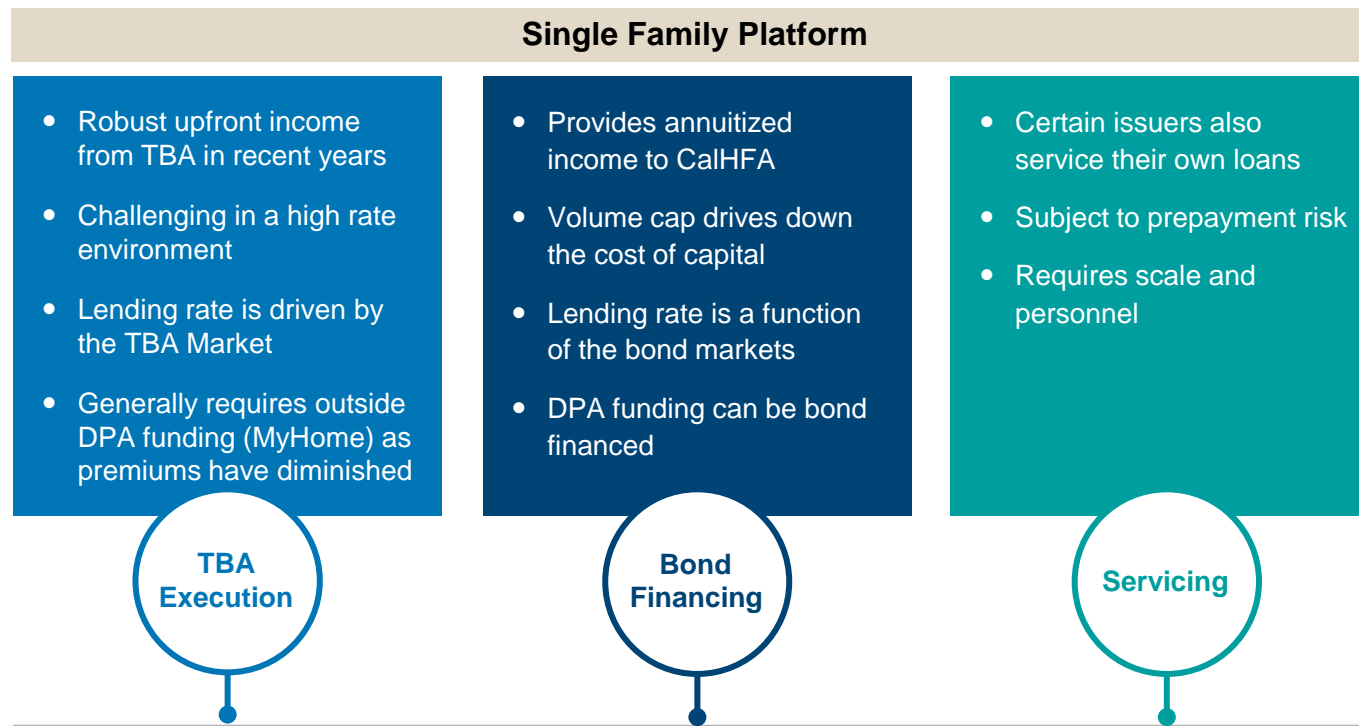 Single Family Platform
• Robust upfront income
from TBA in recent years
• Challenging in a high rate
environment
• Lending rate is driven by
the TBA Market
• Generally requires outside
DPA funding (MyHome) as
premiums have diminished
TBA
Execution
• Provides annuitized
income to CalHFA
• Volume cap drives down
the cost of capital
• Lending rate is a function
of the bond markets
• DPA funding can be bond
financed
Bond
Financing
• Certain issuers also
service their own loans
• Subject to prepayment risk
• Requires scale and
personnel
Servicing